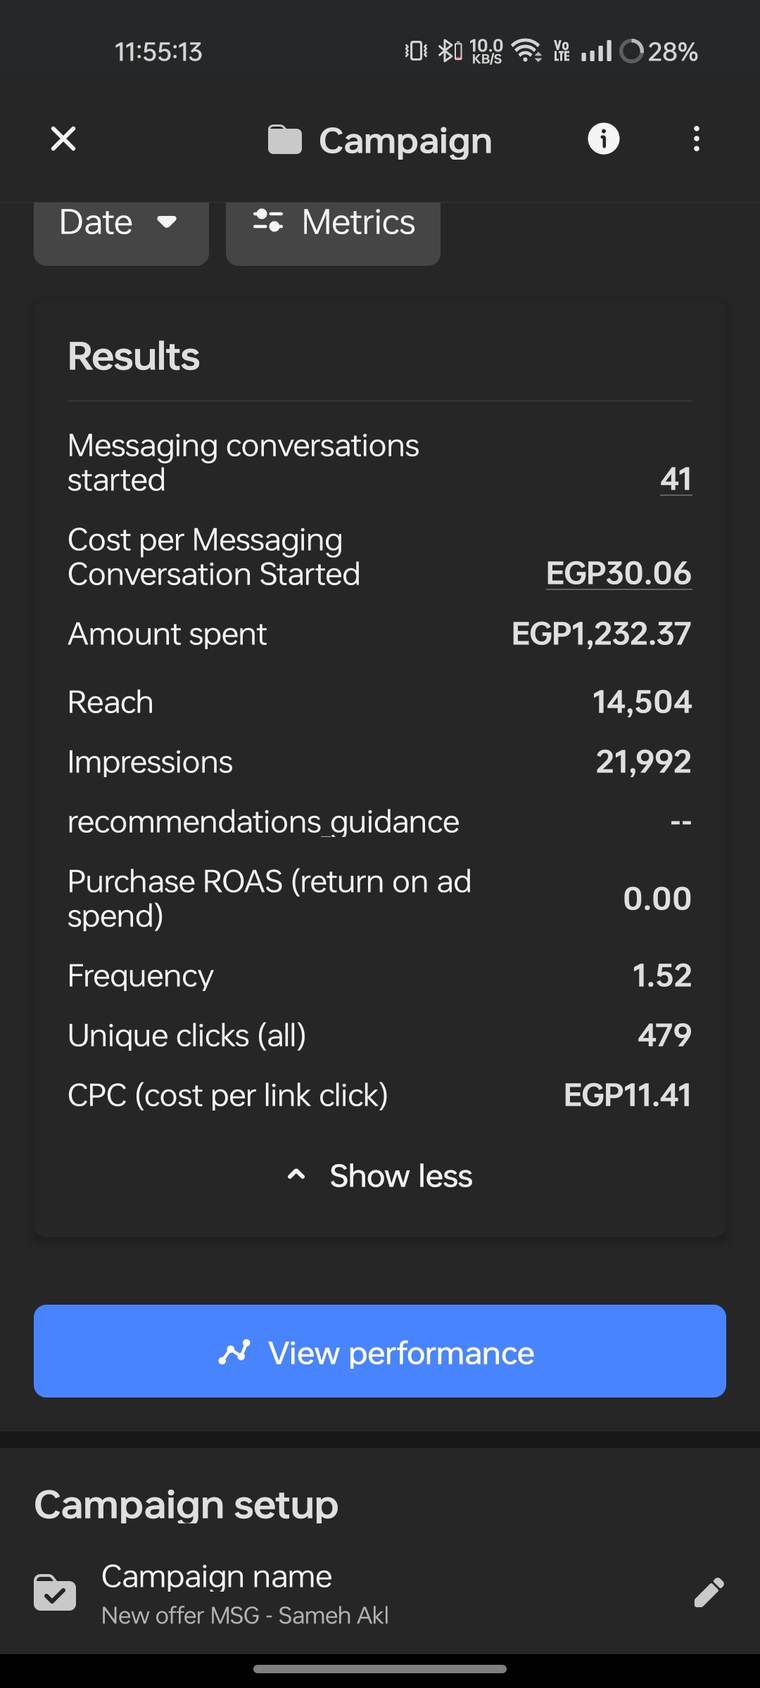 11:55:13
10.0 KB/S
Vo LTE
28%
Campaign
Date
Metrics
Results
Messaging conversations
started
41
Cost per Messaging
Conversation Started
EGP30.06
Amount spent
EGP1,232.37
Reach
14,504
Impressions
21,992
recommendations_guidance
--
Purchase ROAS (return on ad
spend)
0.00
Frequency
1.52
Unique clicks (all)
479
CPC (cost per link click)
EGP11.41
Show less
View performance
Campaign setup
Campaign name
New offer MSG - Sameh Akl